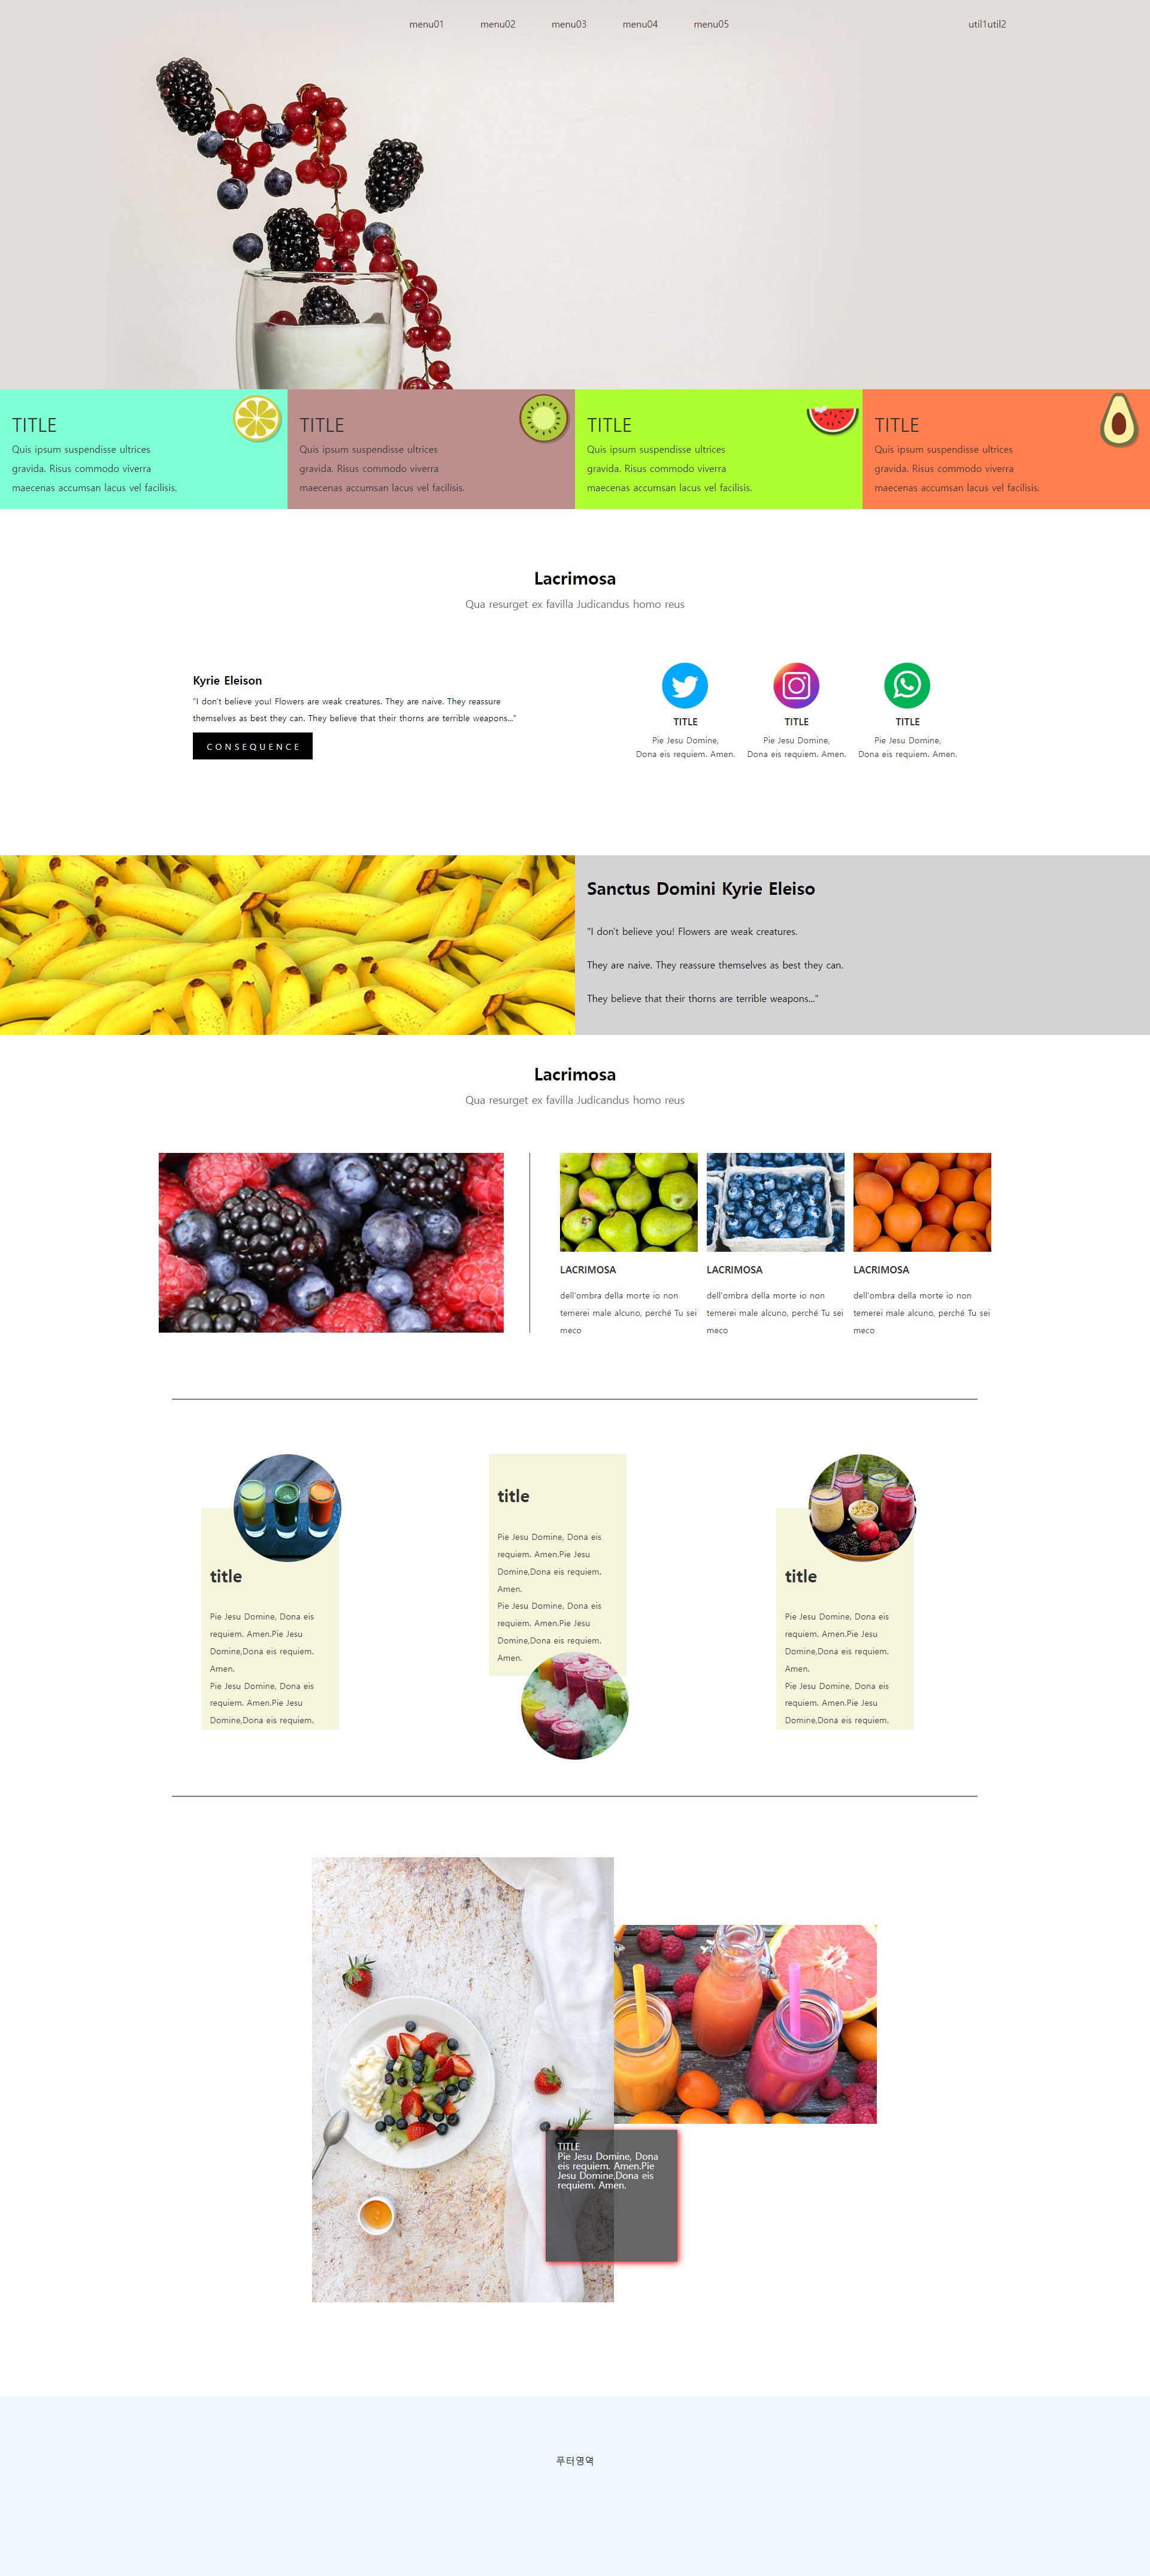 menu01 menu02 menu03 menu04 menu05 util1util2
TITLE
Quis ipsum suspendisse ultrices
gravida. Risus commodo viverra
maecenas accumsan lacus vel facilisis.
TITLE
Quis ipsum suspendisse ultrices
gravida. Risus commodo viverra
maecenas accumsan lacus vel facilisis.
TITLE
Quis ipsum suspendisse ultrices
gravida. Risus commodo viverra
maecenas accumsan lacus vel facilisis.
TITLE
Quis ipsum suspendisse ultrices
gravida. Risus commodo viverra
maecenas accumsan lacus vel facilisis.
Lacrimosa
Qua resurget ex favilla Judicandus homo reus
Kyrie Eleison
"I don't believe you! Flowers are weak creatures. They are naive. They reassure
themselves as best they can. They believe that their thorns are terrible weapons..."
CONSEQUENCE
TITLE
Pie Jesu Domine,
Dona eis requiem. Amen.
TITLE
Pie Jesu Domine,
Dona eis requiem. Amen.
TITLE
Pie Jesu Domine,
Dona eis requiem. Amen.
Sanctus Domini Kyrie Eleiso
"I don't believe you! Flowers are weak creatures.
They are naive. They reassure themselves as best they can.
They believe that their thorns are terrible weapons..."
Lacrimosa
Qua resurget ex favilla Judicandus homo reus
LACRIMOSA
dell'ombra della morte io non
temerei male alcuno, perché Tu sei
meco
LACRIMOSA
dell'ombra della morte io non
temerei male alcuno, perché Tu sei
meco
LACRIMOSA
dell'ombra della morte io non
temerei male alcuno, perché Tu sei
meco
title
Pie Jesu Domine, Dona eis
requiem. Amen.Pie Jesu
Domine,Dona eis requiem.
Amen.
Pie Jesu Domine, Dona eis
requiem. Amen.Pie Jesu
Domine,Dona eis requiem.
title
Pie Jesu Domine, Dona eis
requiem. Amen.Pie Jesu
Domine,Dona eis requiem.
Amen.
Pie Jesu Domine, Dona eis
requiem. Amen.Pie Jesu
Domine,Dona eis requiem.
Amen.
title
Pie Jesu Domine, Dona eis
requiem. Amen.Pie Jesu
Domine,Dona eis requiem.
Amen.
Pie Jesu Domine, Dona eis
requiem. Amen.Pie Jesu
Domine,Dona eis requiem.
TITLE
Pie Jesu Domine, Dona
eis requiem. Amen.Pie
Jesu Domine,Dona eis
requiem. Amen.
푸터영역